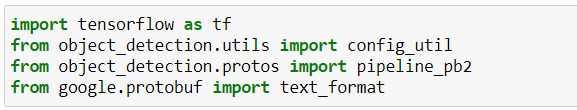 import tensorflow as tf
from object_detection.utils import config_util
from object_detection.protos import pipeline_pb2
from google.protobuf import text_format